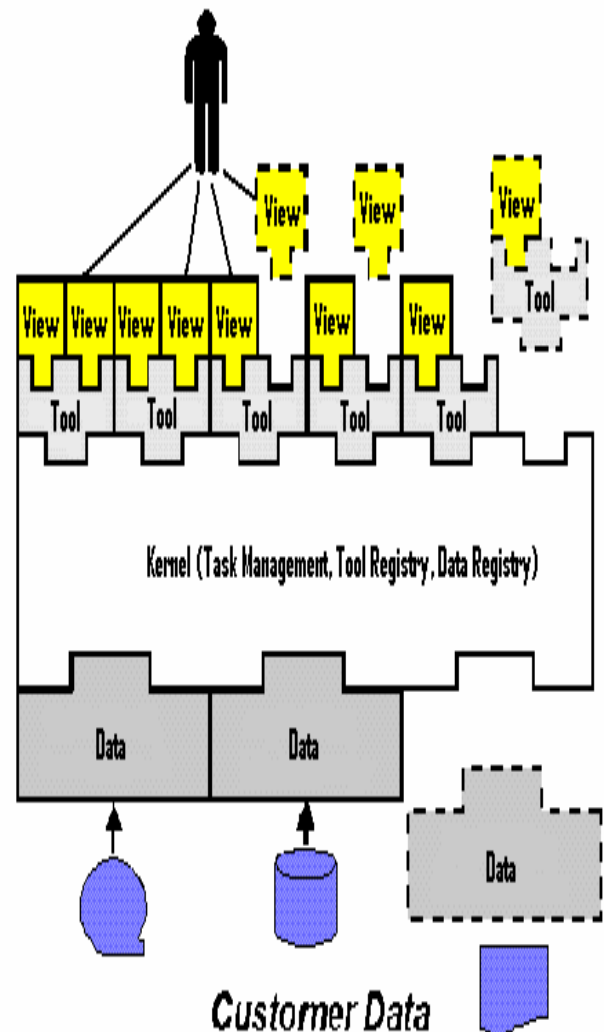 View
View
View
View View View View View View View
Tool
Tool Tool Tool Tool Tool
Kernel (Task Management, Tool Registry, Data Registry)
Data Data
Data
Customer Data